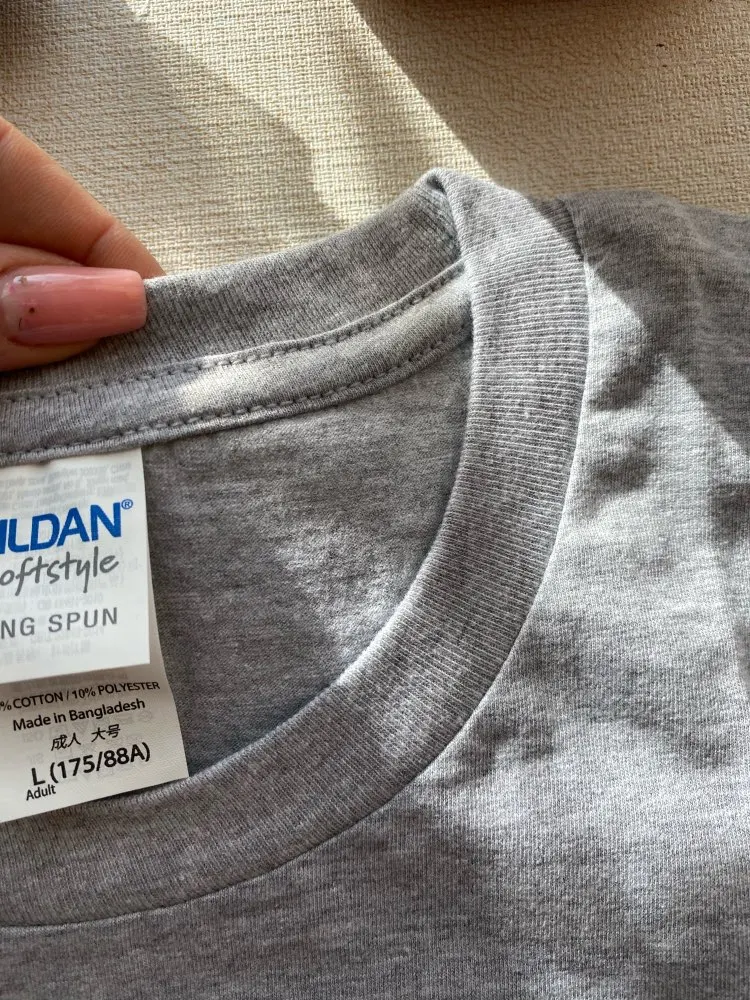 ILDAN®
oftstyle
NG SPUN
% COTTON / 10% POLYESTER
Made in Bangladesh
成人 大号
L (175/88A)
Adult